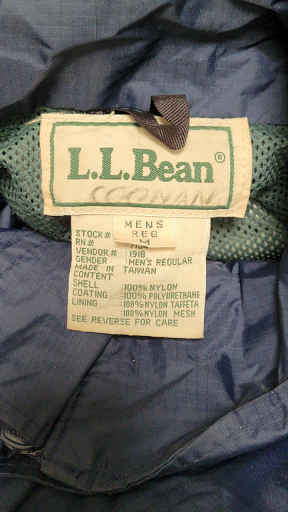 L.L.Bean®
COONAN
MENS
REG
M
STOCK#
RN#
VENDOR# 1918
GENDER MEN'S REGULAR
MADE IN TAIWAN
CONTENT
SHELL 100% NYLON
COATING 100% POLYURETHANE
LINING 100% NYLON TAFFETA
100% NYLON MESH
SEE REVERSE FOR CARE